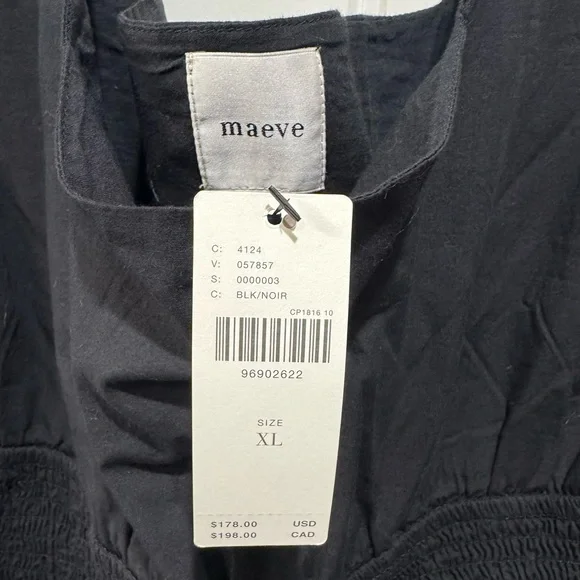 maeve
C: 4124
V: 057857
S: 0000003
C: BLK/NOIR
CP1816 10
96902622
SIZE
XL
$178.00 USD
$198.00 CAD